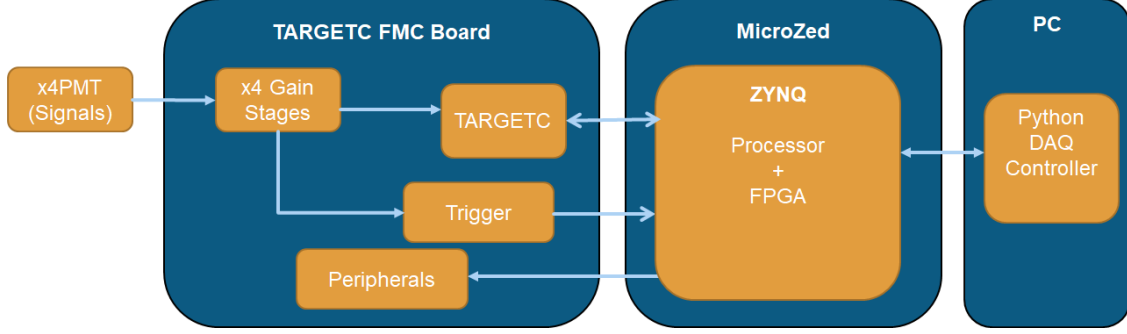 TARGETC FMC Board
MicroZed
PC
x4PMT
(Signals)
x4 Gain
Stages
TARGETC
Trigger
Peripherals
ZYNQ
Processor
+
FPGA
Python
DAQ
Controller